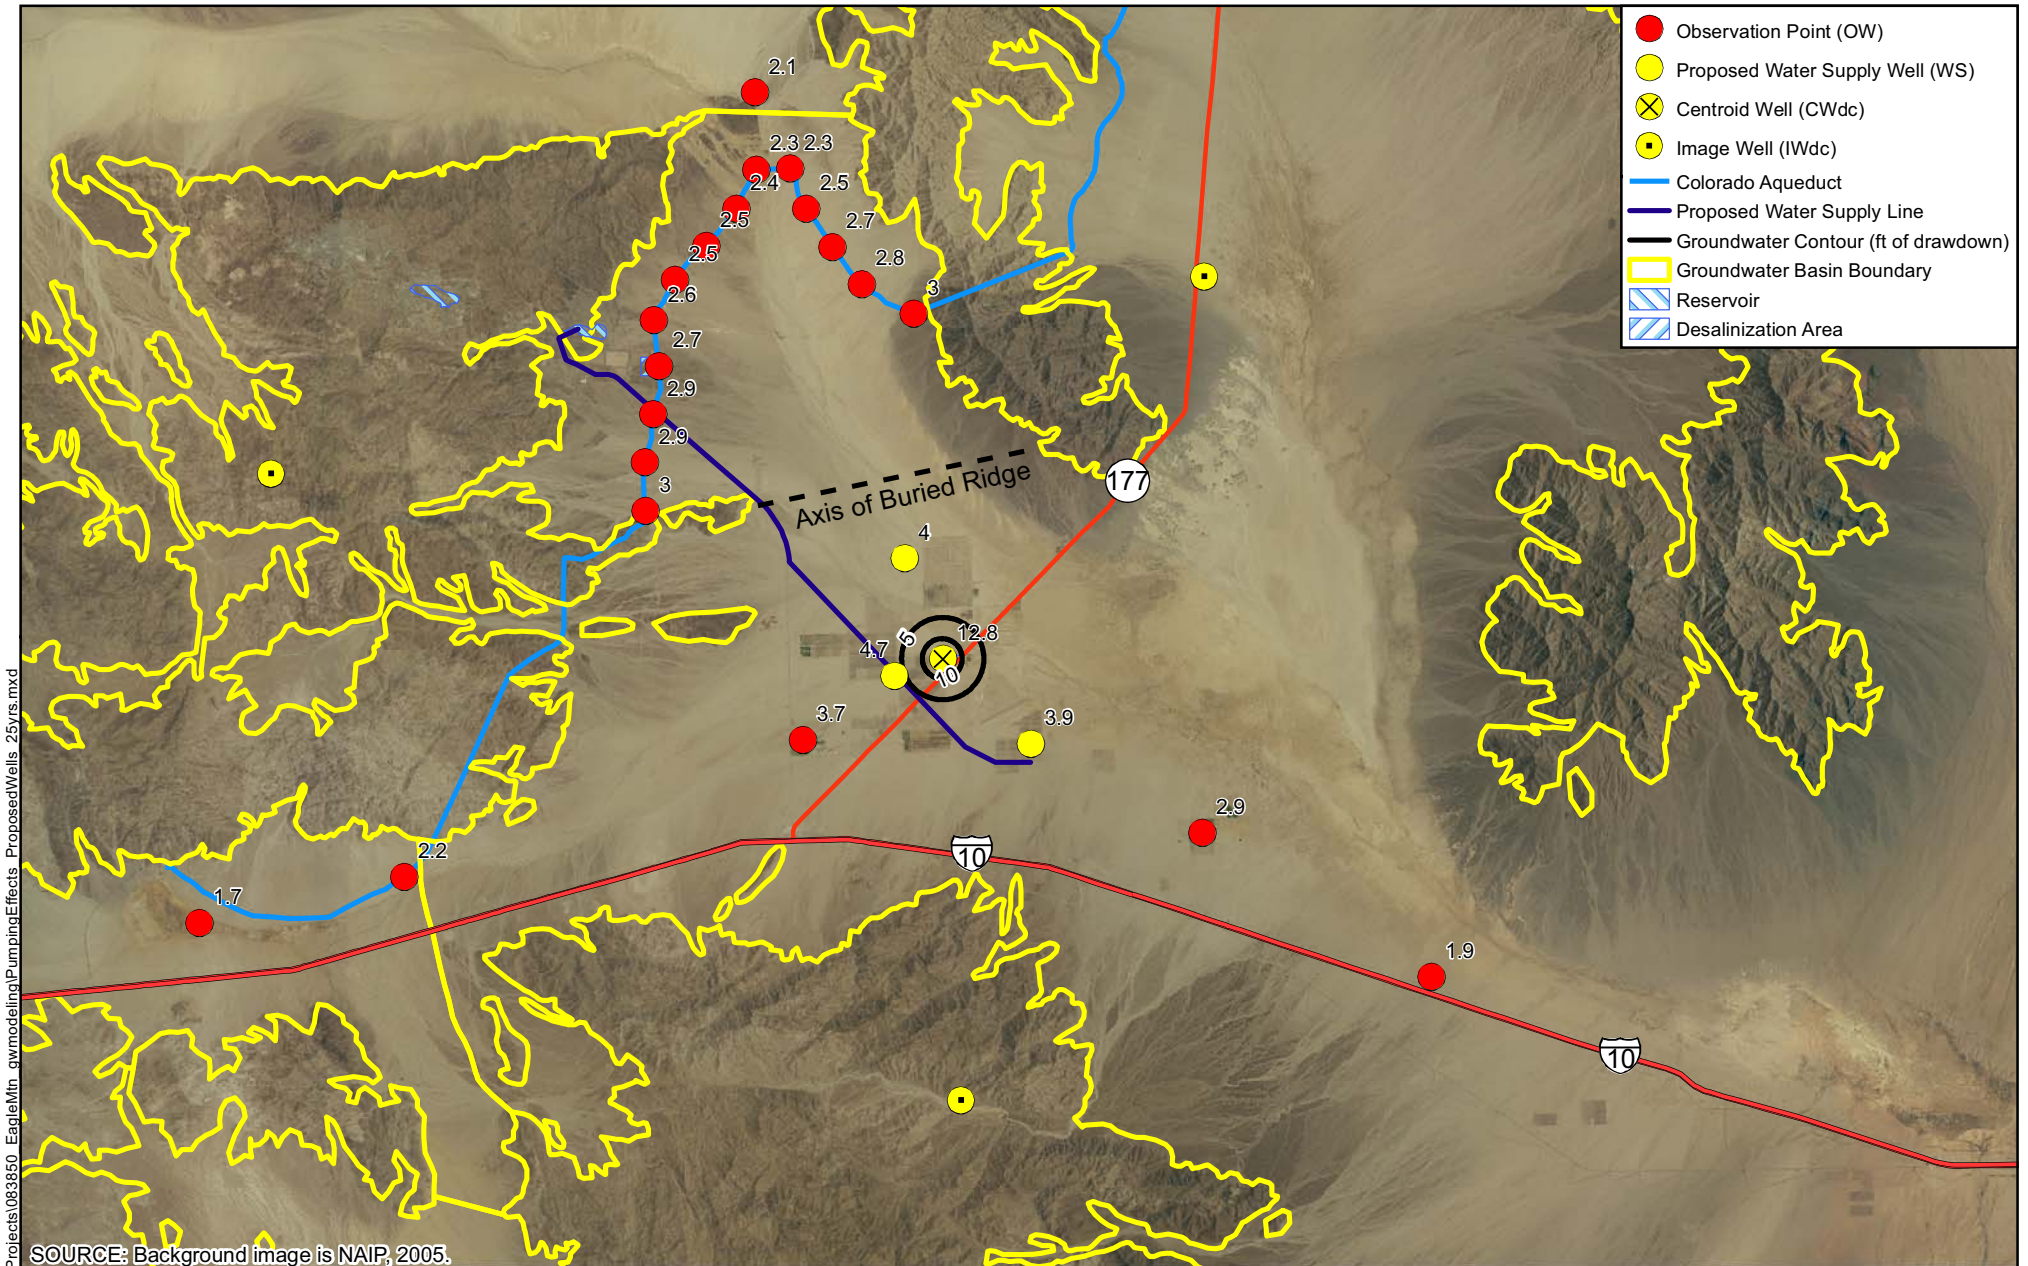 Observation Point (OW)
Proposed Water Supply Well (WS)
Centroid Well (CWdc)
Image Well (IWdc)
Colorado Aqueduct
Proposed Water Supply Line
Groundwater Contour (ft of drawdown)
Groundwater Basin Boundary
Reservoir
Desalinization Area
2.1
2.3 2.3
2.4
2.5
2.5
2.7
2.5
2.8
2.6
3
2.7
2.9
2.9
3
177
Axis of Buried Ridge
4
12.8
5
4.7
10
3.7
3.9
2.9
10
2.2
1.7
1.9
10
Projects\083850_EagleMtn_gwmodeling\PumpingEffects_ProposedWells_25yrs.mxd
SOURCE: Background image is NAIP, 2005.